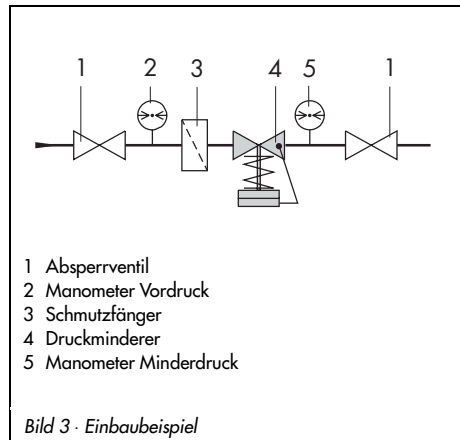 1 2 3 4 5 1
1 Absperrventil
2 Manometer Vordruck
3 Schmutzfänger
4 Druckminderer
5 Manometer Minderdruck
Bild 3 · Einbaubeispiel